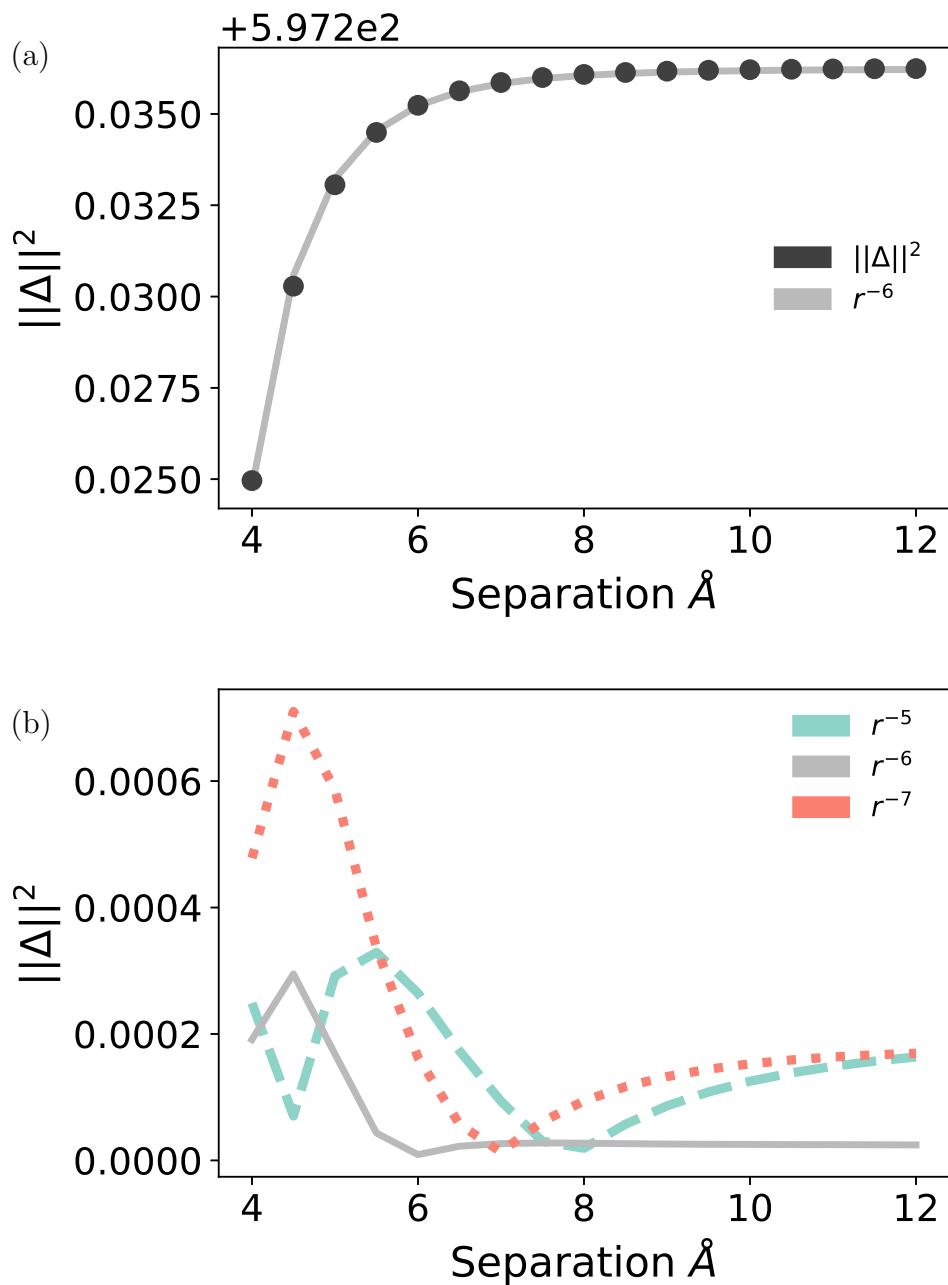 (a)
+5.972e2
0.0350
0.0325
0.0300
0.0275
0.0250
||Δ||²
||Δ||²
r⁻⁶
4 6 8 10 12
Separation Å
(b)
0.0006
0.0004
0.0002
0.0000
||Δ||²
r⁻⁵
r⁻⁶
r⁻⁷
4 6 8 10 12
Separation Å